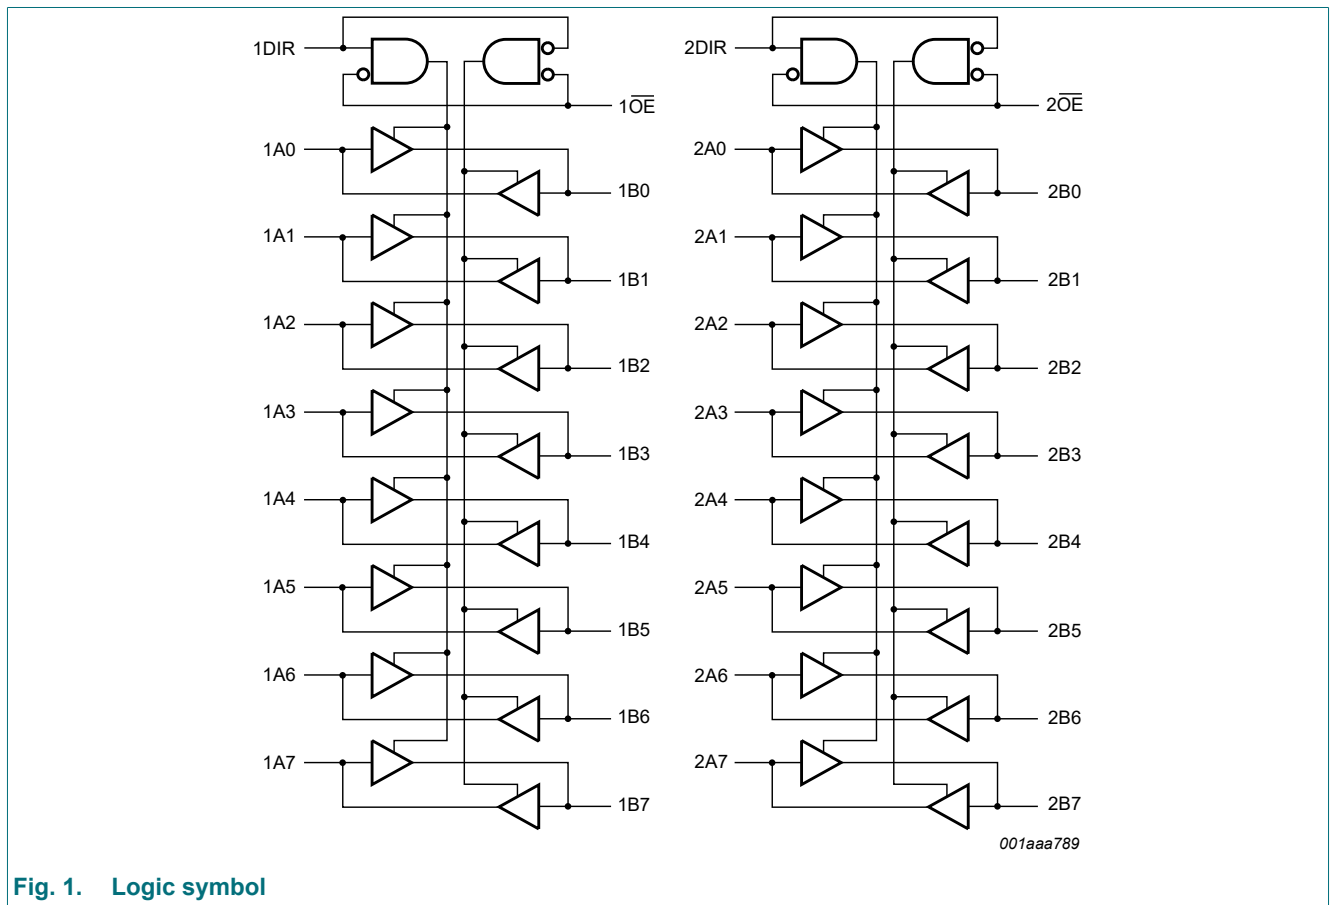 1DIR
2DIR
1O̅E̅
2O̅E̅
1A0
2A0
1B0
2B0
1A1
2A1
1B1
2B1
1A2
2A2
1B2
2B2
1A3
2A3
1B3
2B3
1A4
2A4
1B4
2B4
1A5
2A5
1B5
2B5
1A6
2A6
1B6
2B6
1A7
2A7
1B7
2B7
001aaa789
Fig. 1. Logic symbol